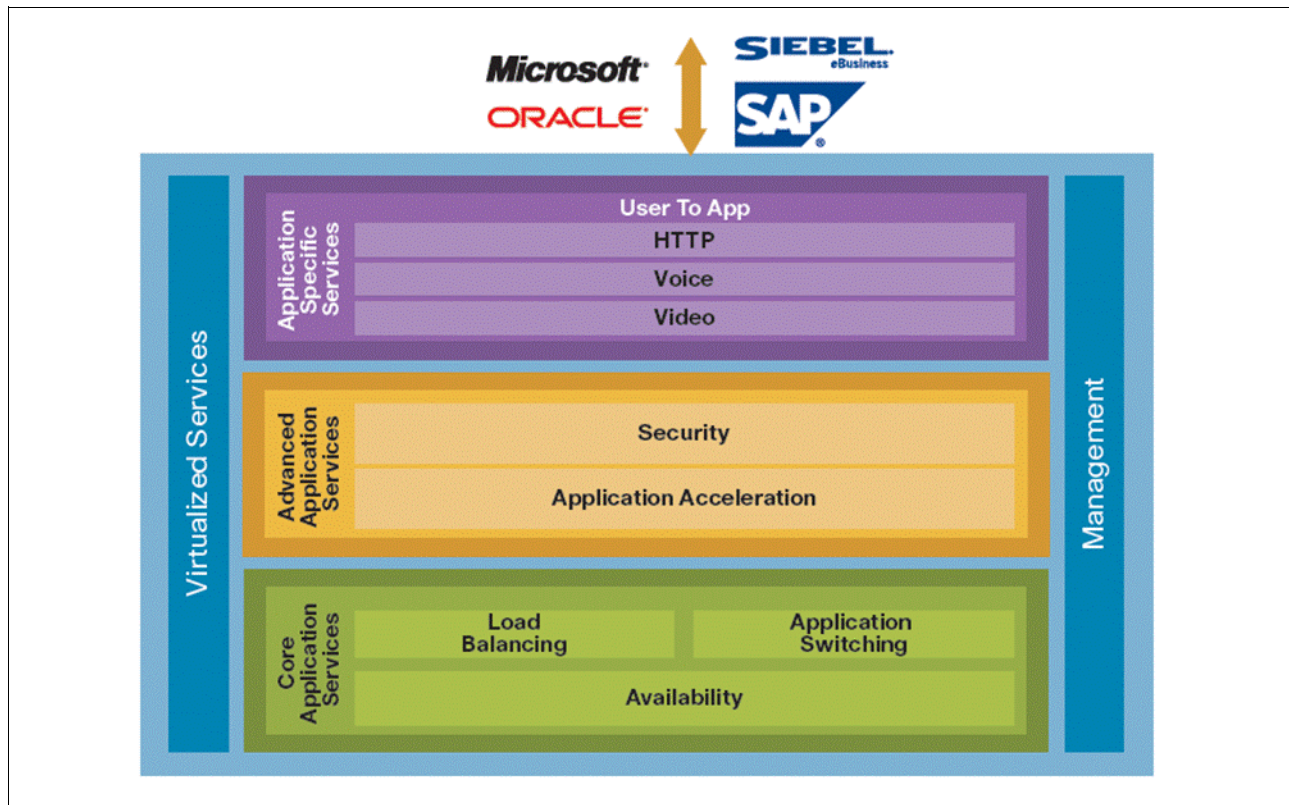 Microsoft®
ORACLE®
SIEBEL.
eBusiness
SAP®
Virtualized Services
Application
Specific
Services
User To App
HTTP
Voice
Video
Advanced
Application
Services
Security
Application Acceleration
Core
Application
Services
Load
Balancing
Application
Switching
Availability
Management